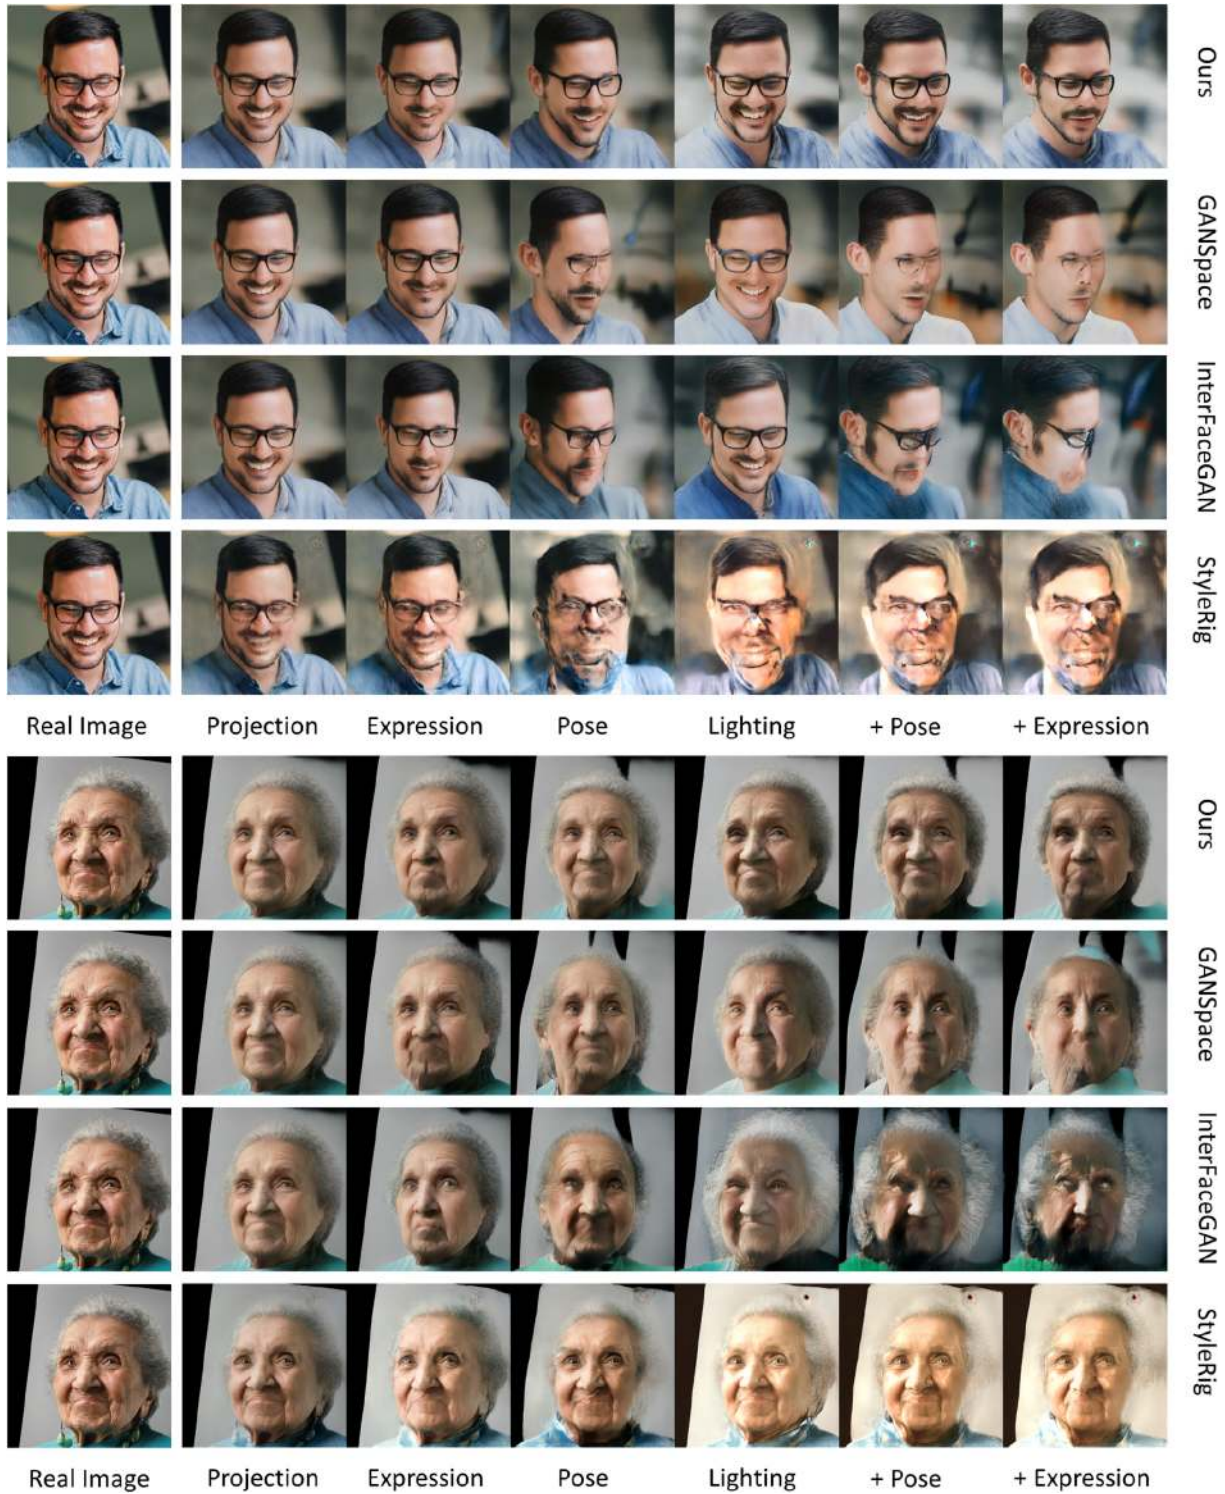 Ours
GANSpace
InterFaceGAN
StyleRig
Real Image Projection Expression Pose Lighting + Pose + Expression
Ours
GANSpace
InterFaceGAN
StyleRig
Real Image Projection Expression Pose Lighting + Pose + Expression